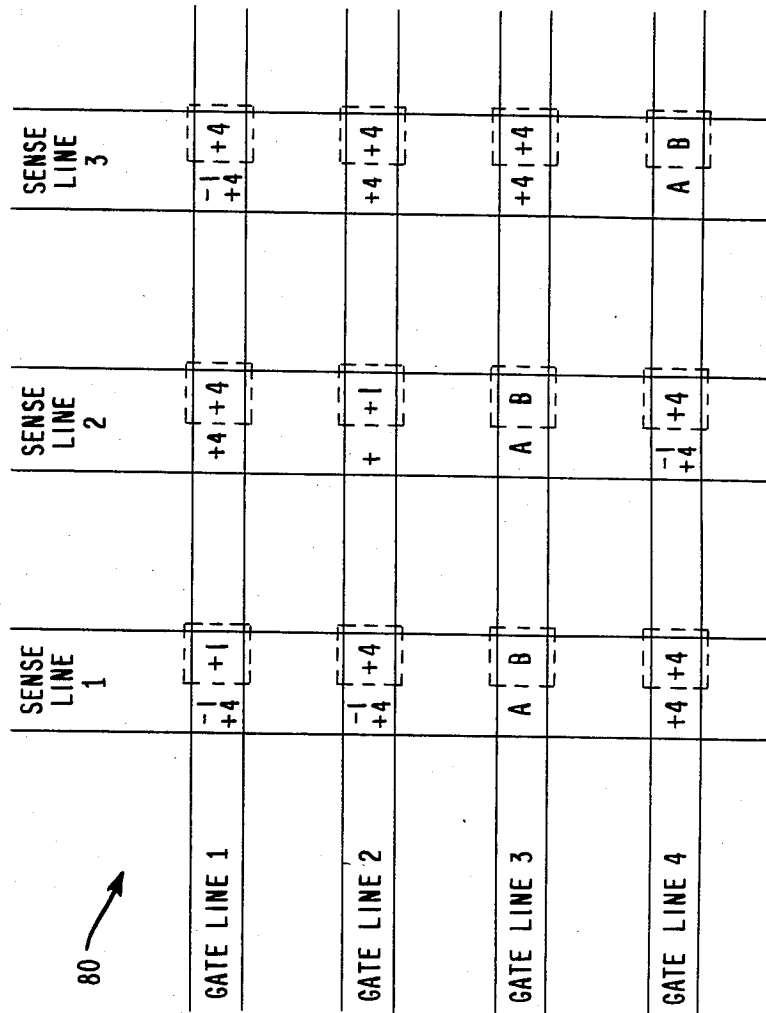 SENSE LINE 1
SENSE LINE 2
SENSE LINE 3
80
GATE LINE 1 -1 +4 +1 +4 +4 -1 +4 +4
GATE LINE 2 -1 +4 +4 + +1 +4 +4
GATE LINE 3 A B A B +4 +4
GATE LINE 4 +4 +4 -1 +4 +4 A B